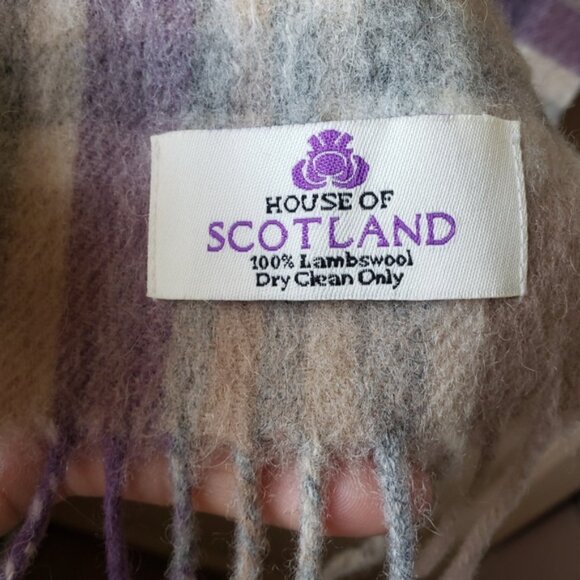 HOUSE OF
SCOTLAND
100% Lambswool
Dry Clean Only